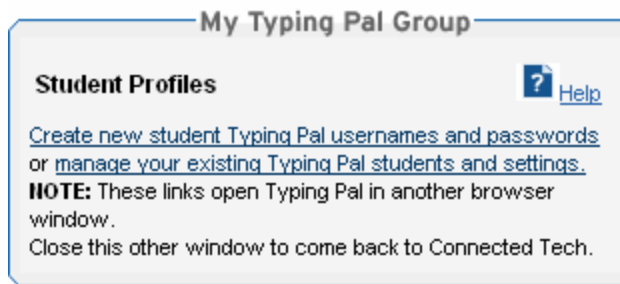 My Typing Pal Group
Student Profiles
? Help
Create new student Typing Pal usernames and passwords
or manage your existing Typing Pal students and settings.
NOTE: These links open Typing Pal in another browser
window.
Close this other window to come back to Connected Tech.